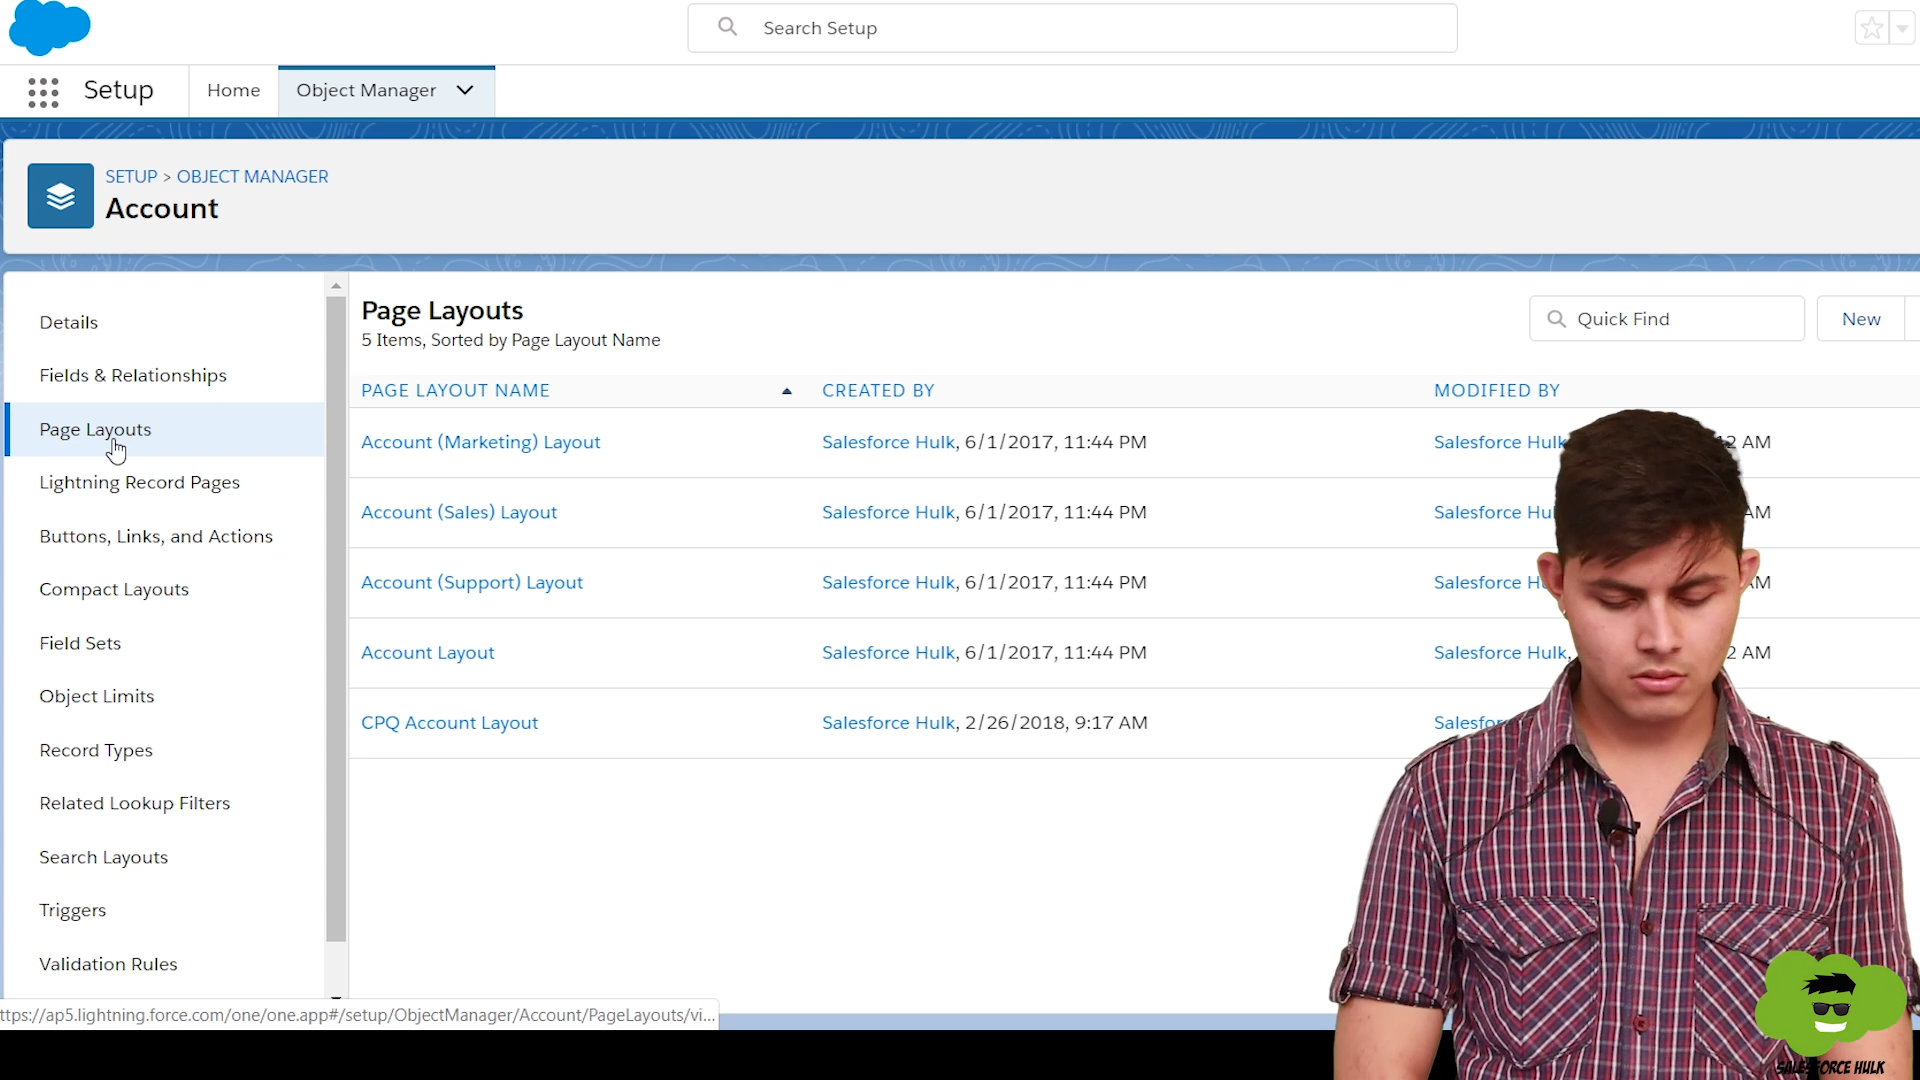 Search Setup
Setup
Home
Object Manager
SETUP > OBJECT MANAGER
Account
Details
Fields & Relationships
Page Layouts
Lightning Record Pages
Buttons, Links, and Actions
Compact Layouts
Field Sets
Object Limits
Record Types
Related Lookup Filters
Search Layouts
Triggers
Validation Rules
Page Layouts
5 Items, Sorted by Page Layout Name
Quick Find
New
PAGE LAYOUT NAME CREATED BY MODIFIED BY
Account (Marketing) Layout Salesforce Hulk, 6/1/2017, 11:44 PM Salesforce Hulk AM
Account (Sales) Layout Salesforce Hulk, 6/1/2017, 11:44 PM Salesforce AM
Account (Support) Layout Salesforce Hulk, 6/1/2017, 11:44 PM Salesforce AM
Account Layout Salesforce Hulk, 6/1/2017, 11:44 PM Salesforce Hulk, AM
CPQ Account Layout Salesforce Hulk, 2/26/2018, 9:17 AM
ttps://ap5.lightning.force.com/one/one.app#/setup/ObjectManager/Account/PageLayouts/vi...
SALESFORCE HULK